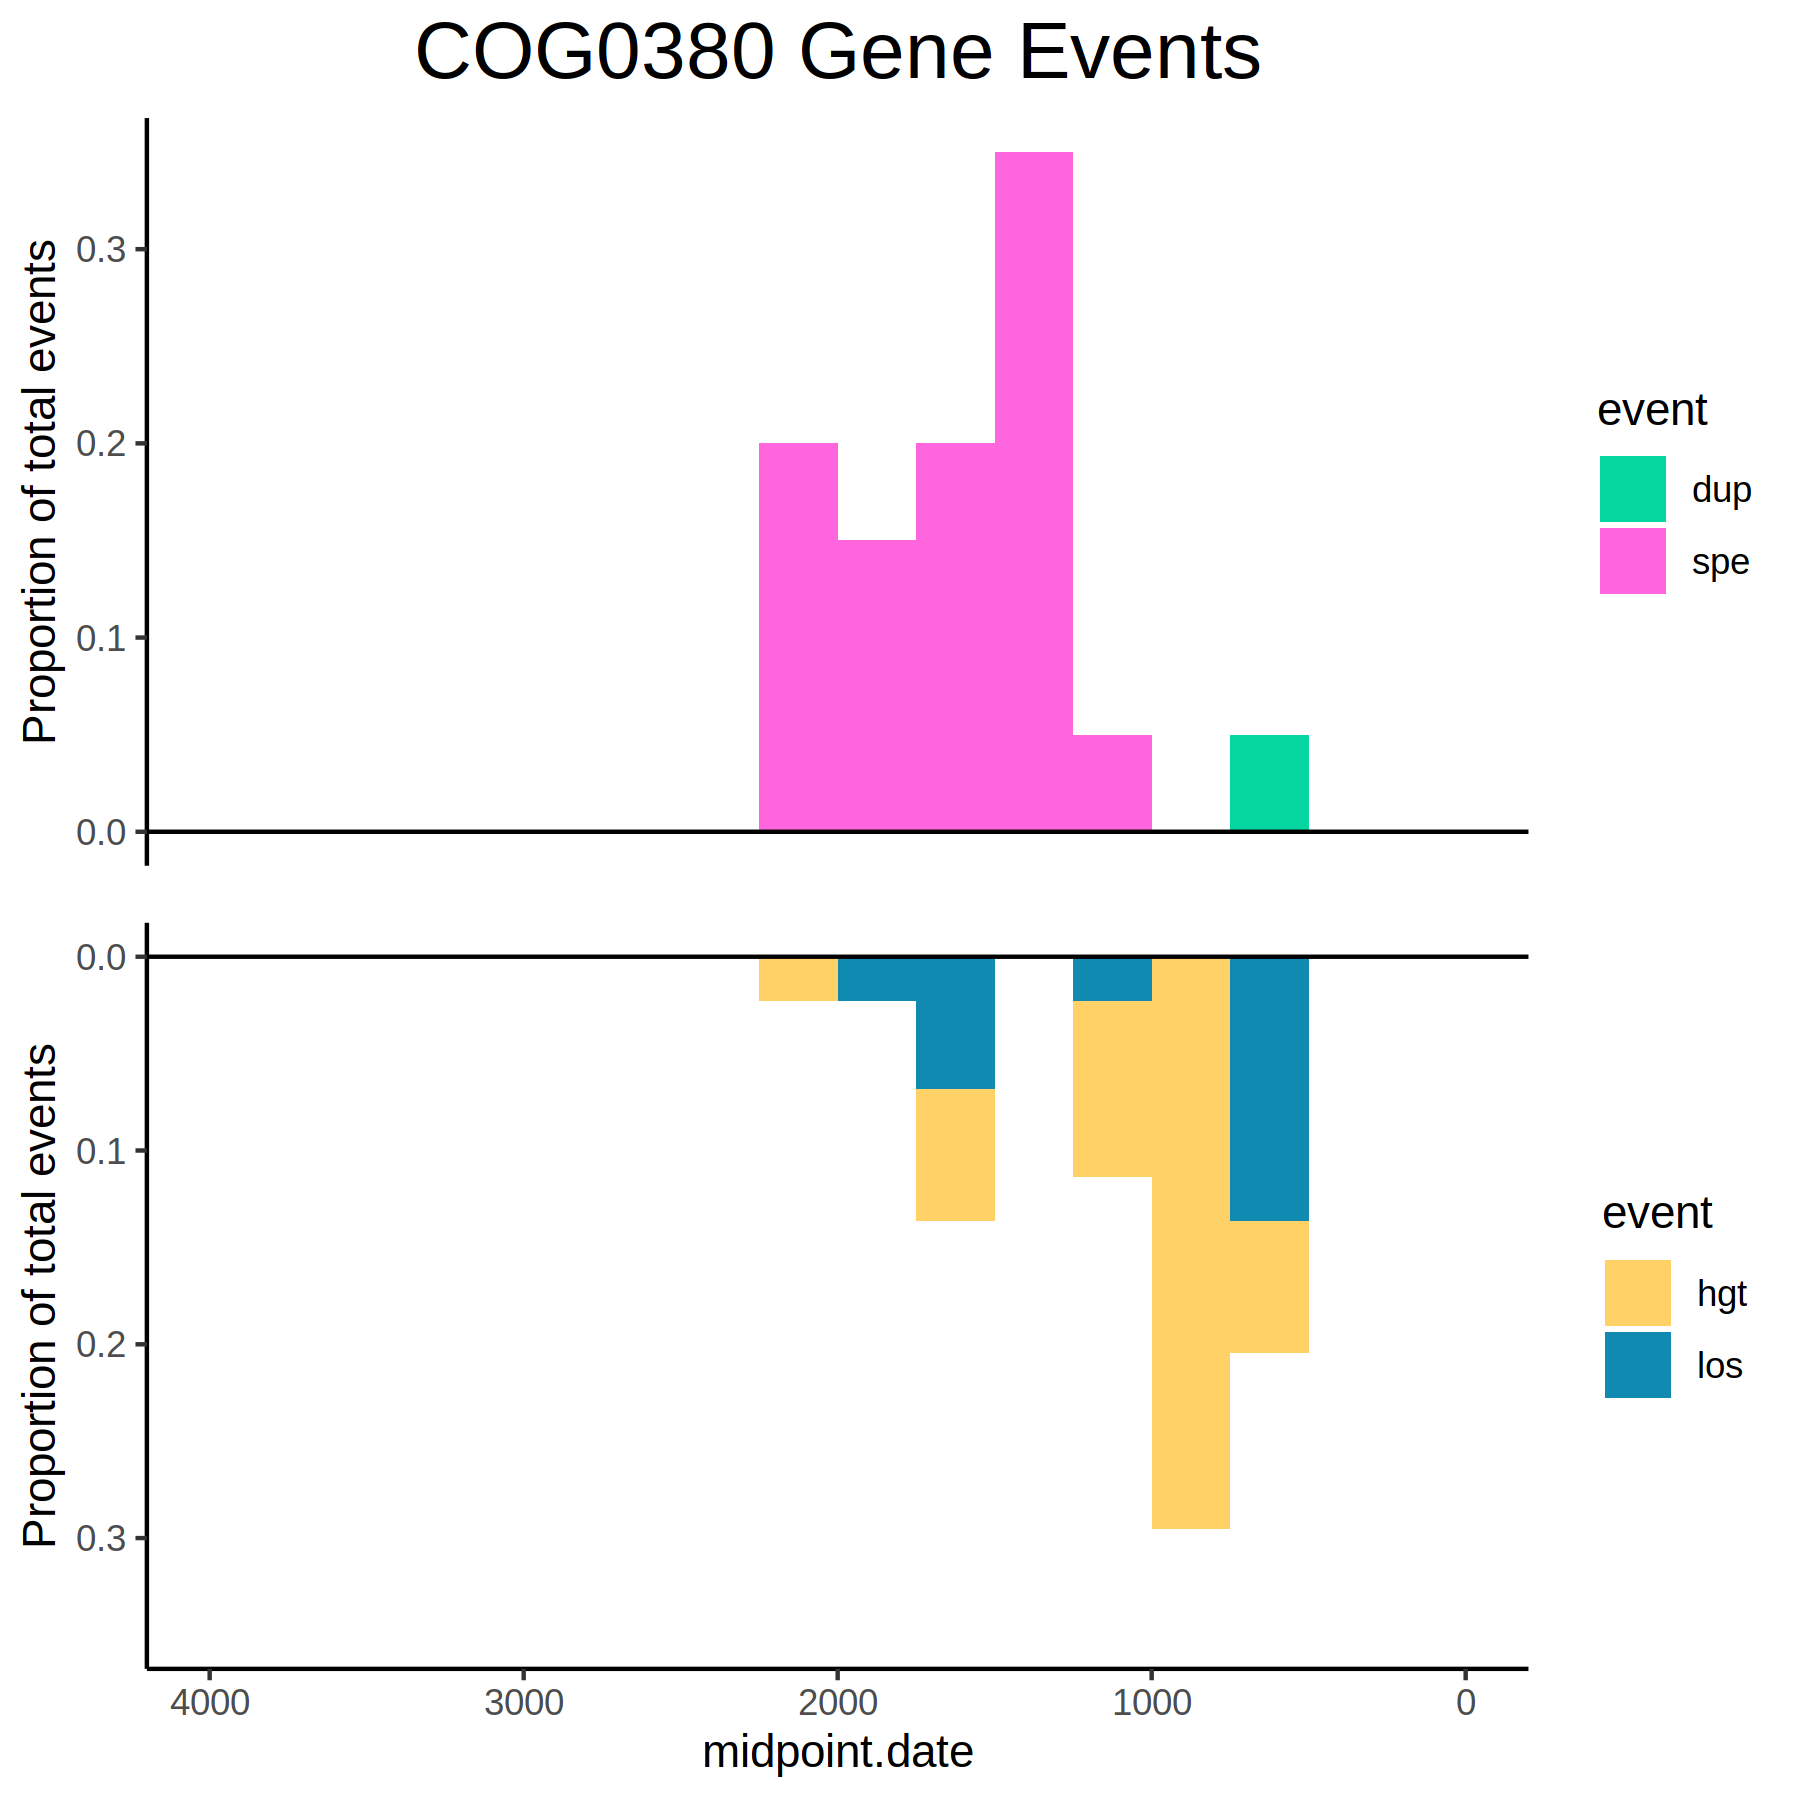 COG0380 Gene Events
Proportion of total events
0.3
0.2
0.1
0.0
event
dup
spe
Proportion of total events
0.0
0.1
0.2
0.3
event
hgt
los
4000 3000 2000 1000 0
midpoint.date